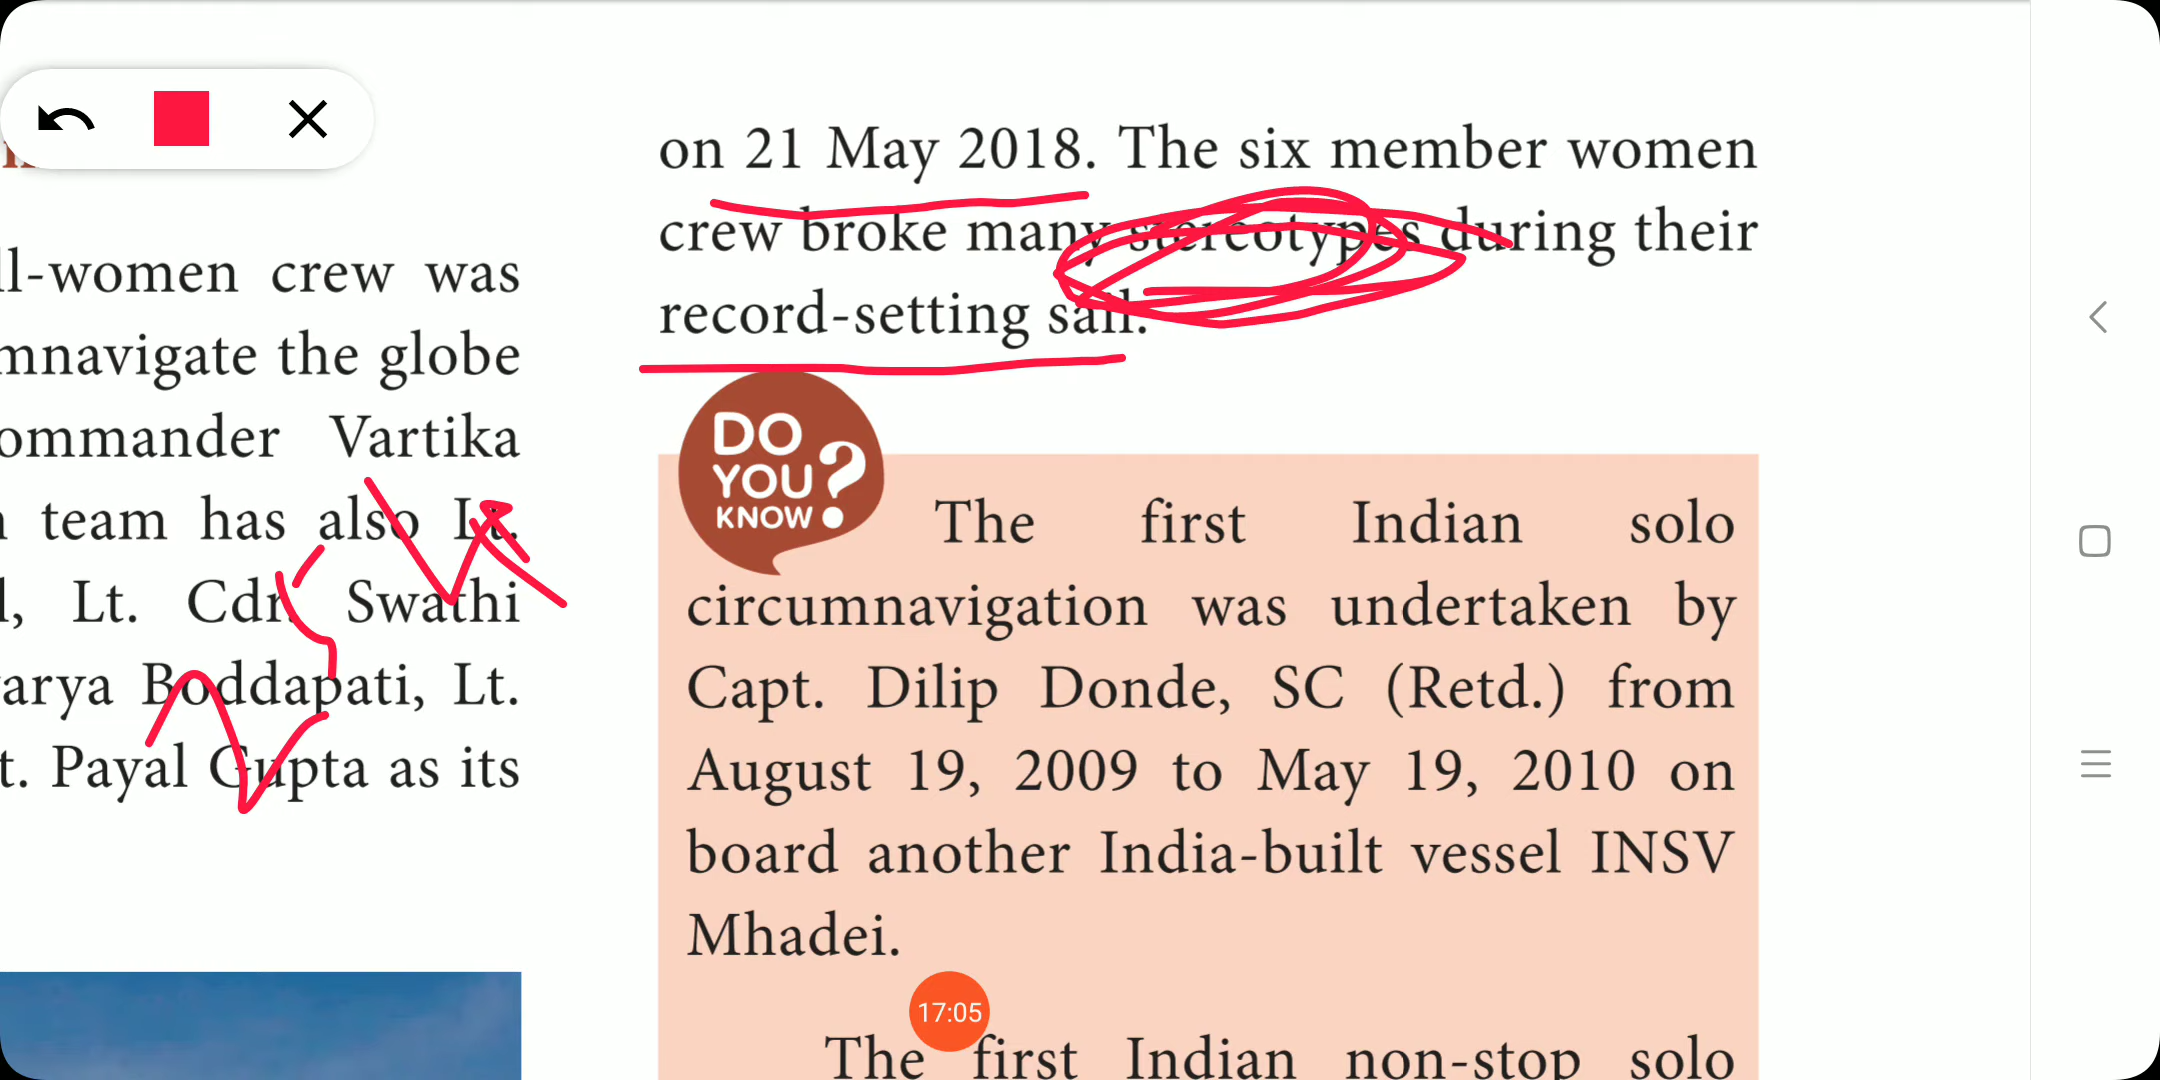 ll-women crew was
mnavigate the globe
ommander Vartika
team has also Lt.
l, Lt. Cdr. Swathi
arya Boddapati, Lt.
t. Payal Gupta as its
on 21 May 2018. The six member women
crew broke many stereotypes during their
record-setting sail.
DO
YOU?
KNOW
The first Indian solo
circumnavigation was undertaken by
Capt. Dilip Donde, SC (Retd.) from
August 19, 2009 to May 19, 2010 on
board another India-built vessel INSV
Mhadei.
17:05
The first Indian non-stop solo